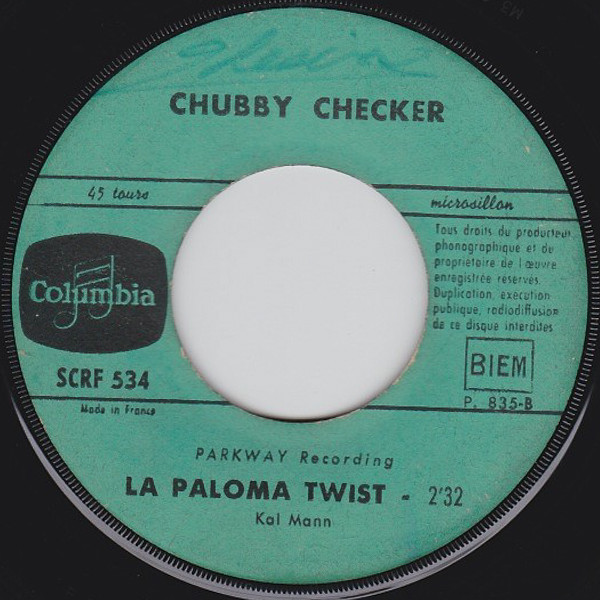 CHUBBY CHECKER
45 tours
microsillon
Tous droits du producteur
phonographique et du
propriétaire de l'œuvre
enregistrée réservés.
Duplication, exécution
publique, radiodiffusion
de ce disque interdites
Columbia
SCRF 534
Made in France
BIEM
P. 835-B
PARKWAY Recording
LA PALOMA TWIST - 2'32
Kal Mann